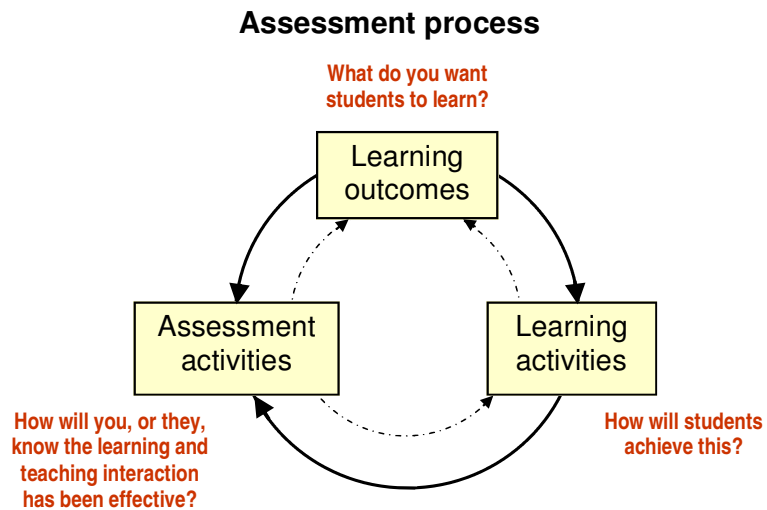 Assessment process
What do you want
students to learn?
Learning
outcomes
Assessment
activities
Learning
activities
How will you, or they,
know the learning and
teaching interaction
has been effective?
How will students
achieve this?